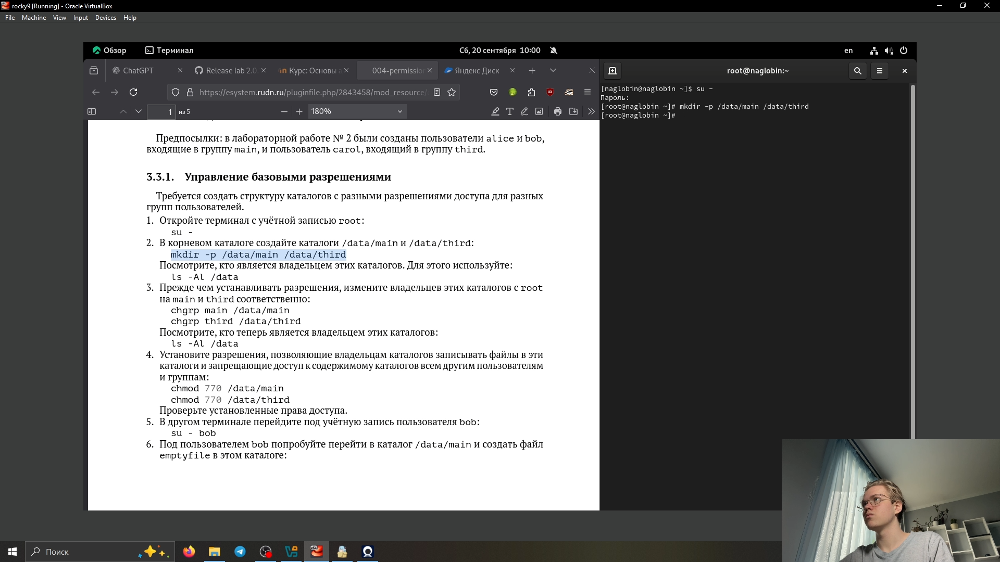 rocky9 [Running] - Oracle VirtualBox
File Machine View Input Devices Help
Обзор Терминал Сб, 20 сентября 10:00 en
ChatGPT Release lab 2.0. Курс: Основы а 004-permission Яндекс Диск
root@naglobin:~
https://esystem.rudn.ru/pluginfile.php/2843458/mod_resource/
1 из 5 180%
Предпосылки: в лабораторной работе № 2 были созданы пользователи alice и bob,
входящие в группу main, и пользователь carol, входящий в группу third.
3.3.1. Управление базовыми разрешениями
Требуется создать структуру каталогов с разными разрешениями доступа для разных
групп пользователей.
1. Откройте терминал с учётной записью root:
su -
2. В корневом каталоге создайте каталоги /data/main и /data/third:
mkdir -p /data/main /data/third
Посмотрите, кто является владельцем этих каталогов. Для этого используйте:
ls -Al /data
3. Прежде чем устанавливать разрешения, измените владельцев этих каталогов с root
на main и third соответственно:
chgrp main /data/main
chgrp third /data/third
Посмотрите, кто теперь является владельцем этих каталогов:
ls -Al /data
4. Установите разрешения, позволяющие владельцам каталогов записывать файлы в эти
каталоги и запрещающие доступ к содержимому каталогов всем другим пользователям
и группам:
chmod 770 /data/main
chmod 770 /data/third
Проверьте установленные права доступа.
5. В другом терминале перейдите под учётную запись пользователя bob:
su - bob
6. Под пользователем bob попробуйте перейти в каталог /data/main и создать файл
emptyfile в этом каталоге:
[naglobin@naglobin ~]$ su -
Пароль:
[root@naglobin ~]# mkdir -p /data/main /data/third
[root@naglobin ~]#
Поиск